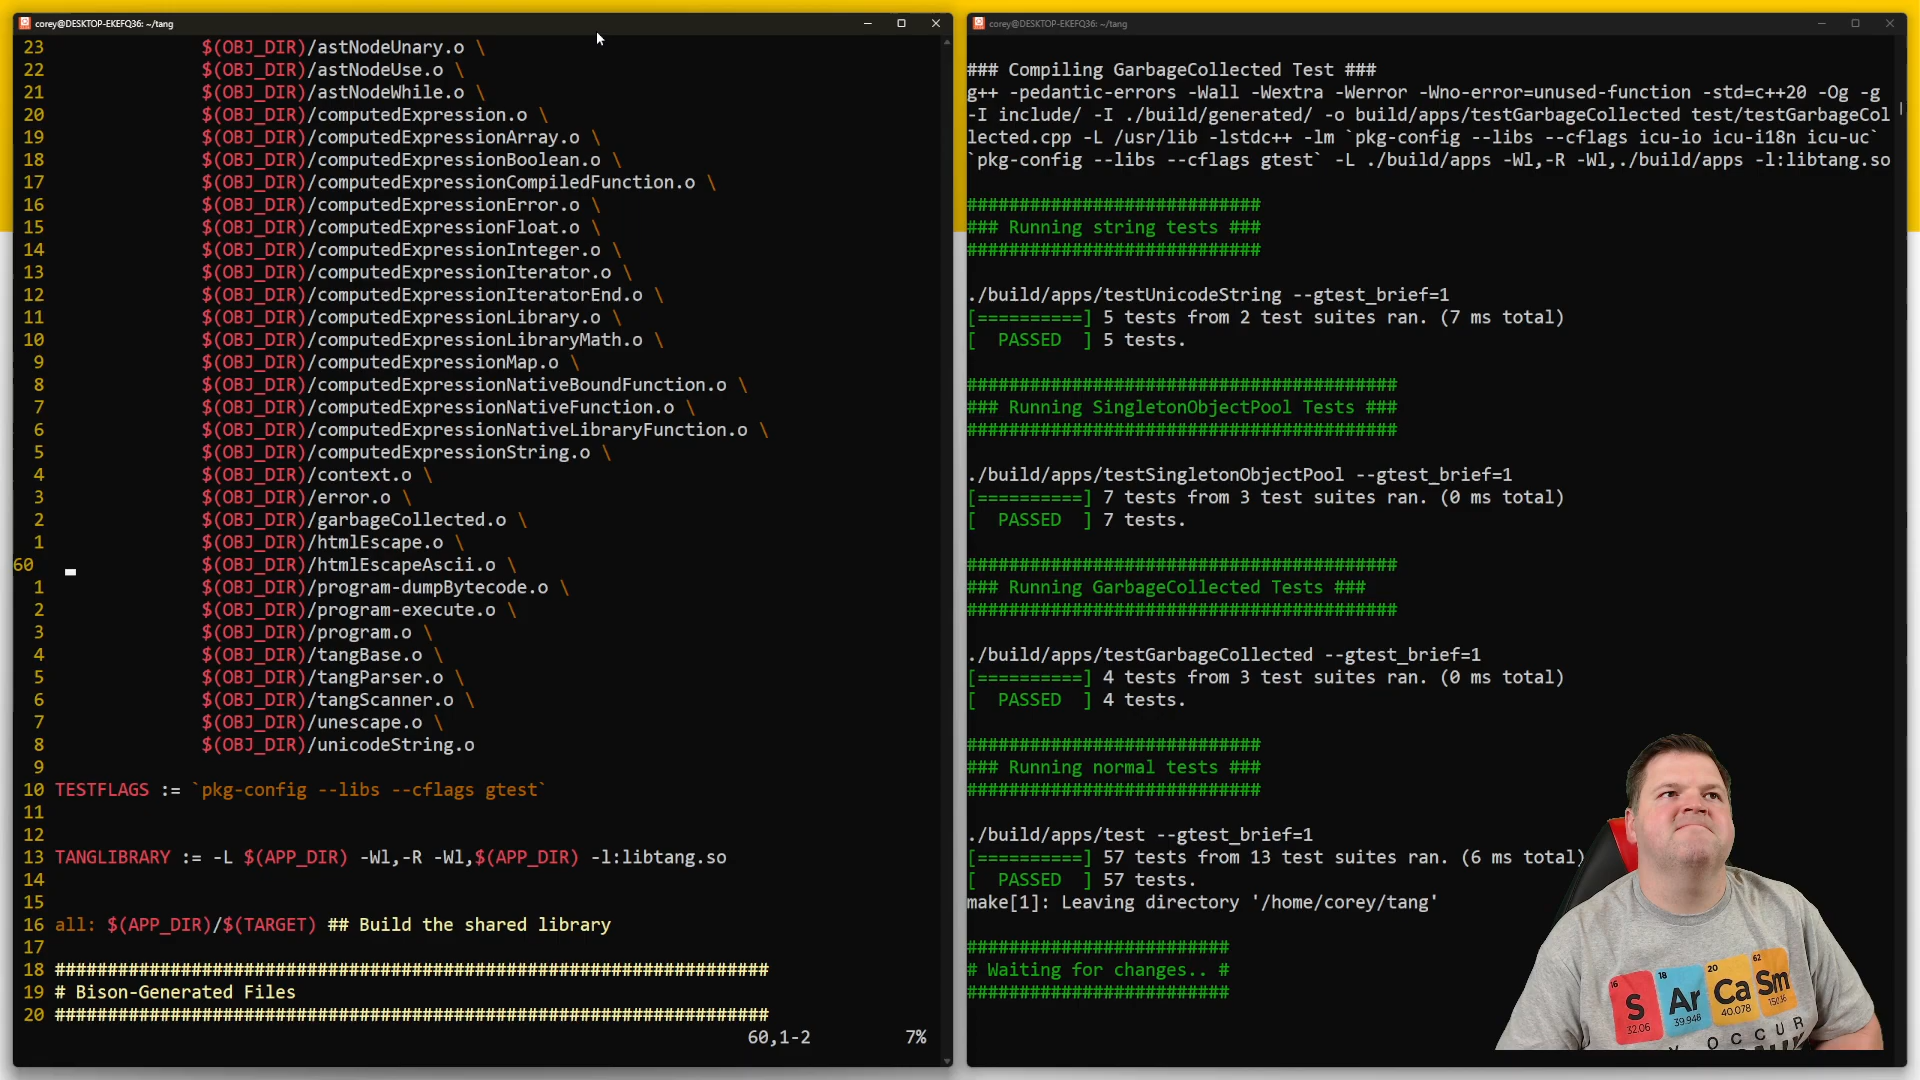 corey@DESKTOP-EKEFQ36: ~/tang
23 $(OBJ_DIR)/astNodeUnary.o \
22 $(OBJ_DIR)/astNodeUse.o \
21 $(OBJ_DIR)/astNodeWhile.o \
20 $(OBJ_DIR)/computedExpression.o \
19 $(OBJ_DIR)/computedExpressionArray.o \
18 $(OBJ_DIR)/computedExpressionBoolean.o \
17 $(OBJ_DIR)/computedExpressionCompiledFunction.o \
16 $(OBJ_DIR)/computedExpressionError.o \
15 $(OBJ_DIR)/computedExpressionFloat.o \
14 $(OBJ_DIR)/computedExpressionInteger.o \
13 $(OBJ_DIR)/computedExpressionIterator.o \
12 $(OBJ_DIR)/computedExpressionIteratorEnd.o \
11 $(OBJ_DIR)/computedExpressionLibrary.o \
10 $(OBJ_DIR)/computedExpressionLibraryMath.o \
9 $(OBJ_DIR)/computedExpressionMap.o \
8 $(OBJ_DIR)/computedExpressionNativeBoundFunction.o \
7 $(OBJ_DIR)/computedExpressionNativeFunction.o \
6 $(OBJ_DIR)/computedExpressionNativeLibraryFunction.o \
5 $(OBJ_DIR)/computedExpressionString.o \
4 $(OBJ_DIR)/context.o \
3 $(OBJ_DIR)/error.o \
2 $(OBJ_DIR)/garbageCollected.o \
1 $(OBJ_DIR)/htmlEscape.o \
60 $(OBJ_DIR)/htmlEscapeAscii.o \
1 $(OBJ_DIR)/program-dumpBytecode.o \
2 $(OBJ_DIR)/program-execute.o \
3 $(OBJ_DIR)/program.o \
4 $(OBJ_DIR)/tangBase.o \
5 $(OBJ_DIR)/tangParser.o \
6 $(OBJ_DIR)/tangScanner.o \
7 $(OBJ_DIR)/unescape.o \
8 $(OBJ_DIR)/unicodeString.o
9
10 TESTFLAGS := `pkg-config --libs --cflags gtest`
11
12
13 TANGLIBRARY := -L $(APP_DIR) -Wl,-R -Wl,$(APP_DIR) -l:libtang.so
14
15
16 all: $(APP_DIR)/$(TARGET) ## Build the shared library
17
18 ####################################################################
19 # Bison-Generated Files
20 ####################################################################
60,1-2 7%
corey@DESKTOP-EKEFQ36: ~/tang
### Compiling GarbageCollected Test ###
g++ -pedantic-errors -Wall -Wextra -Werror -Wno-error=unused-function -std=c++20 -Og -g
-I include/ -I ./build/generated/ -o build/apps/testGarbageCollected test/testGarbageCol
lected.cpp -L /usr/lib -lstdc++ -lm `pkg-config --libs --cflags icu-io icu-i18n icu-uc`
`pkg-config --libs --cflags gtest` -L ./build/apps -Wl,-R -Wl,./build/apps -l:libtang.so
############################
### Running string tests ###
############################
./build/apps/testUnicodeString --gtest_brief=1
[==========] 5 tests from 2 test suites ran. (7 ms total)
[  PASSED  ] 5 tests.
#########################################
### Running SingletonObjectPool Tests ###
#########################################
./build/apps/testSingletonObjectPool --gtest_brief=1
[==========] 7 tests from 3 test suites ran. (0 ms total)
[  PASSED  ] 7 tests.
#########################################
### Running GarbageCollected Tests ###
#########################################
./build/apps/testGarbageCollected --gtest_brief=1
[==========] 4 tests from 3 test suites ran. (0 ms total)
[  PASSED  ] 4 tests.
############################
### Running normal tests ###
############################
./build/apps/test --gtest_brief=1
[==========] 57 tests from 13 test suites ran. (6 ms total)
[  PASSED  ] 57 tests.
make[1]: Leaving directory '/home/corey/tang'
#########################
# Waiting for changes.. #
#########################
16 18 20 62
S Ar Ca Sm
32.06 39.948 40.078
OCCUR